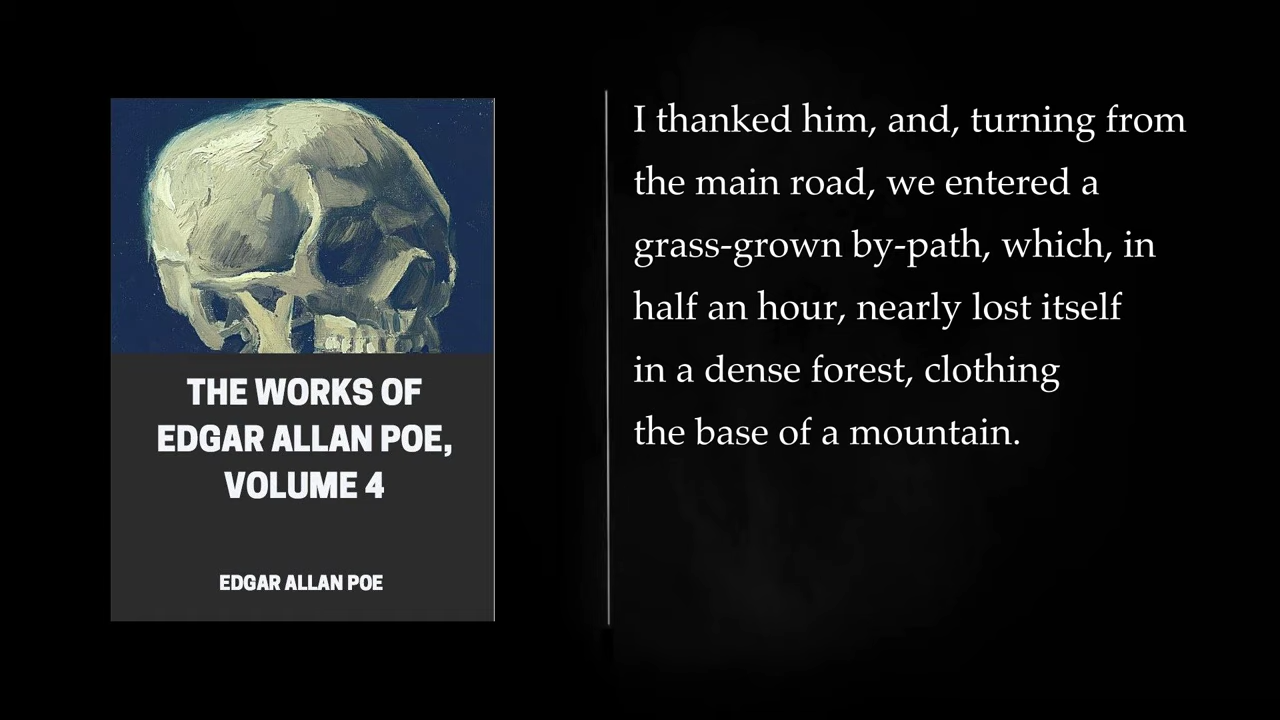 THE WORKS OF
EDGAR ALLAN POE,
VOLUME 4
EDGAR ALLAN POE
I thanked him, and, turning from
the main road, we entered a
grass-grown by-path, which, in
half an hour, nearly lost itself
in a dense forest, clothing
the base of a mountain.